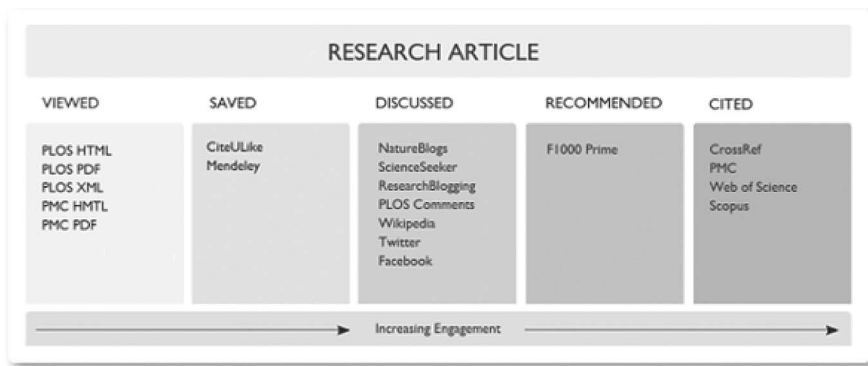 RESEARCH ARTICLE
VIEWED
PLOS HTML
PLOS PDF
PLOS XML
PMC HMTL
PMC PDF
SAVED
CiteULike
Mendeley
DISCUSSED
NatureBlogs
ScienceSeeker
ResearchBlogging
PLOS Comments
Wikipedia
Twitter
Facebook
RECOMMENDED
F1000 Prime
CITED
CrossRef
PMC
Web of Science
Scopus
Increasing Engagement